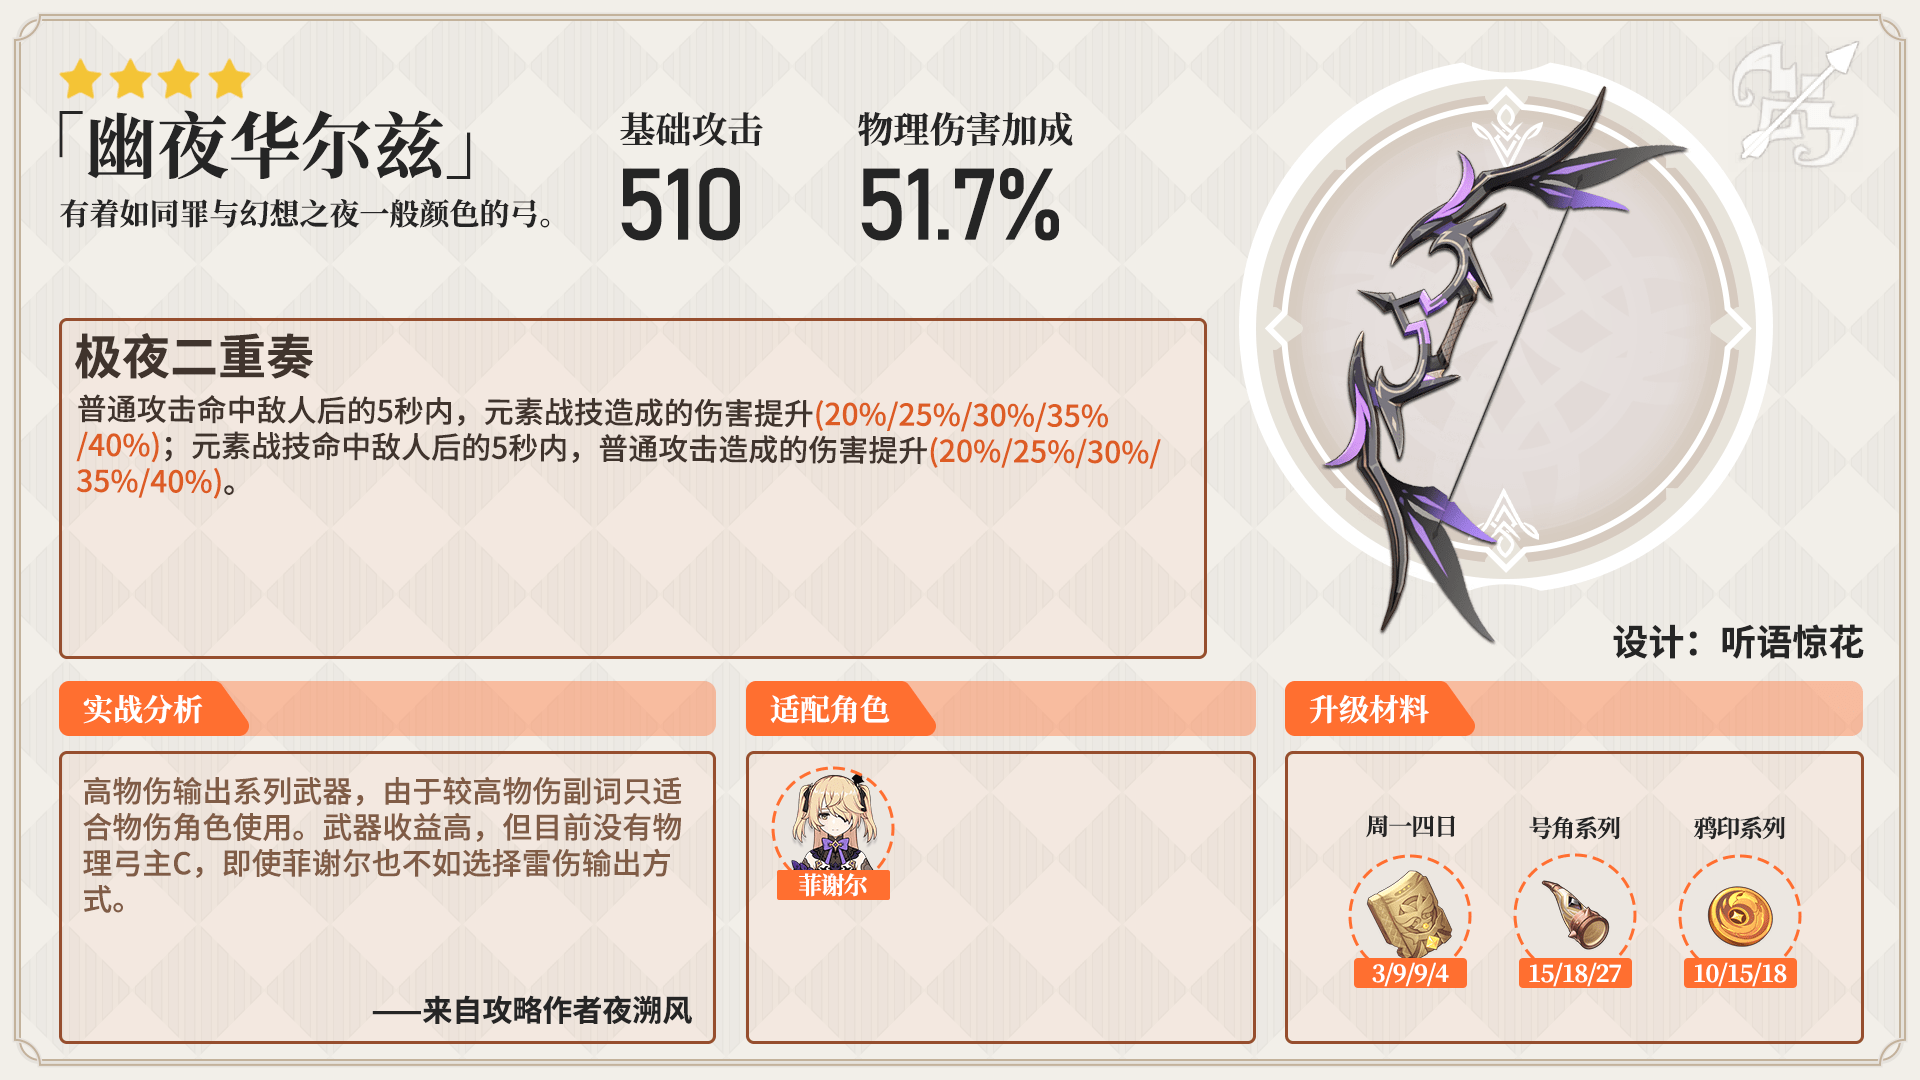 「幽夜华尔兹」
有着如同罪与幻想之夜一般颜色的弓。
基础攻击
510
物理伤害加成
51.7%
极夜二重奏
普通攻击命中敌人后的5秒内，元素战技造成的伤害提升(20%/25%/30%/35%
/40%)；元素战技命中敌人后的5秒内，普通攻击造成的伤害提升(20%/25%/30%/
35%/40%)。
设计：听语惊花
实战分析
高物伤输出系列武器，由于较高物伤副词只适
合物伤角色使用。武器收益高，但目前没有物
理弓主C，即使菲谢尔也不如选择雷伤输出方
式。
——来自攻略作者夜溯风
适配角色
菲谢尔
升级材料
周一四日
3/9/9/4
号角系列
15/18/27
鸦印系列
10/15/18